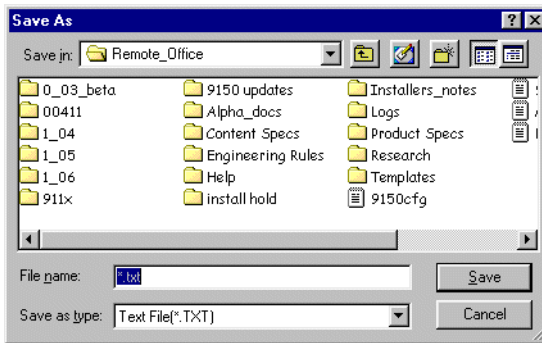 Save As
Save in: Remote_Office
0_03_beta 9150 updates Installers_notes
00411 Alpha_docs Logs
1_04 Content Specs Product Specs
1_05 Engineering Rules Research
1_06 Help Templates
911x install hold 9150cfg
File name: *.txt Save
Save as type: Text File(*.TXT) Cancel